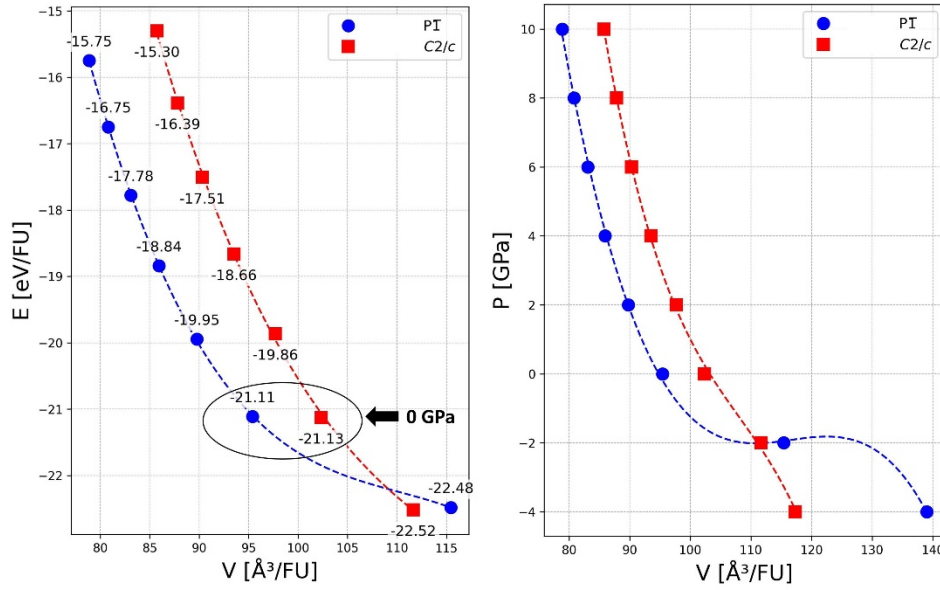 E [eV/FU]
−15
−16
−17
−18
−19
−20
−21
−22
P1̄
C2/c
-15.75
-15.30
-16.75
-16.39
-17.78
-17.51
-18.84
-18.66
-19.95
-19.86
-21.11
0 GPa
-21.13
-22.48
-22.52
80 85 90 95 100 105 110 115
V [Å³/FU]
P [GPa]
10
8
6
4
2
0
−2
−4
P1̄
C2/c
80 90 100 110 120 130 140
V [Å³/FU]